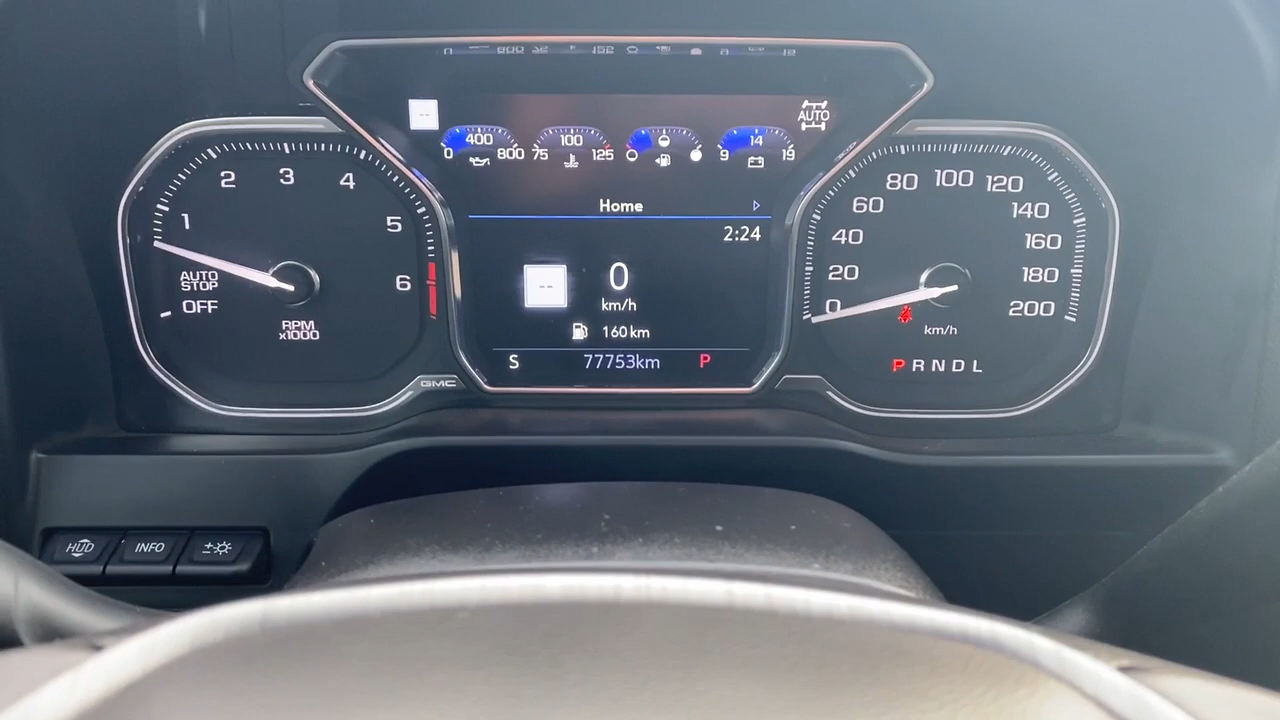 --
AUTO
400
0 800
100
75 125
14
9 19
Home
2:24
--
0
km/h
160 km
S 77753km P
1 2 3 4 5 6
AUTO
STOP
OFF
RPM
x1000
GMC
0 20 40 60 80 100 120 140 160 180 200
km/h
P R N D L
HUD
INFO